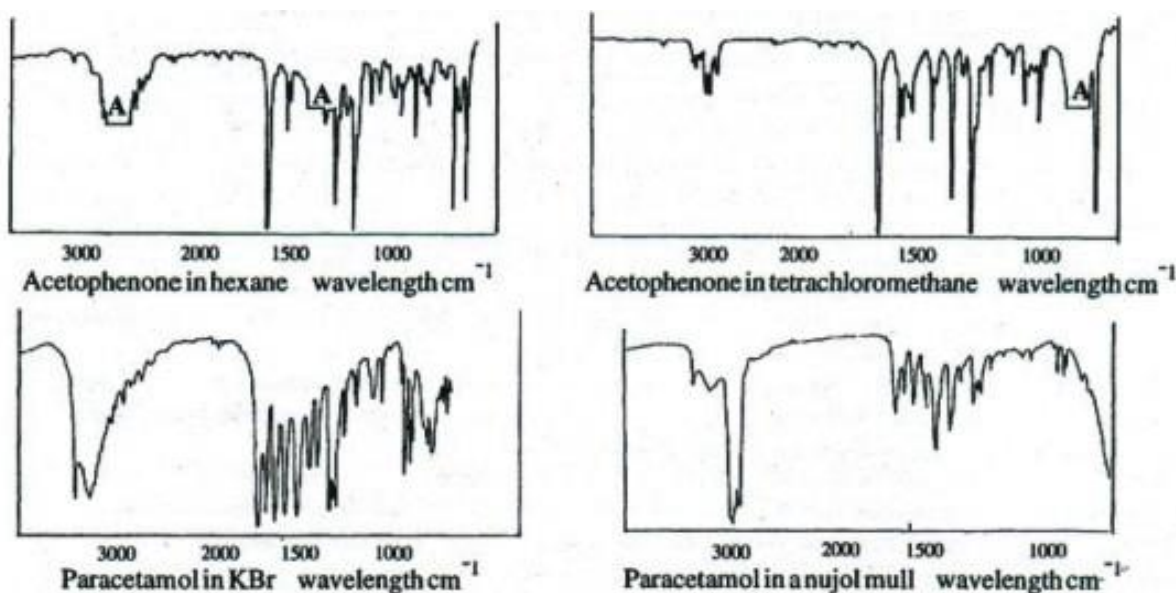 A
A
3000 2000 1500 1000
Acetophenone in hexane wavelength cm⁻¹
A
3000 2000 1500 1000
Acetophenone in tetrachloromethane wavelength cm⁻¹
3000 2000 1500 1000
Paracetamol in KBr wavelength cm⁻¹
3000 2000 1500 1000
Paracetamol in a nujol mull wavelength cm⁻¹